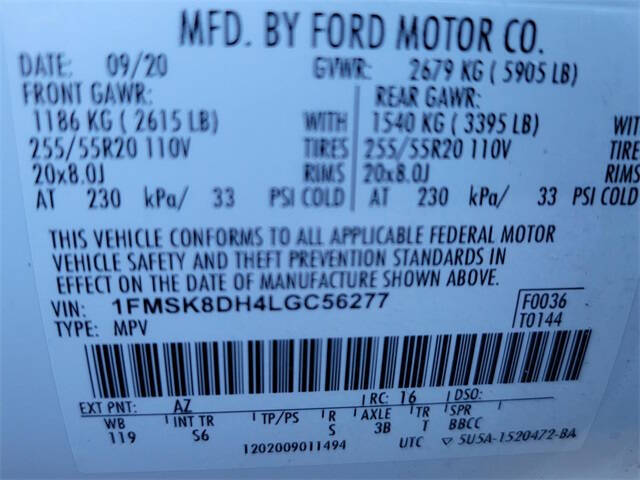 MFD. BY FORD MOTOR CO.
DATE: 09/20 GVWR: 2679 KG ( 5905 LB)
FRONT GAWR: REAR GAWR:
1186 KG ( 2615 LB) WITH 1540 KG ( 3395 LB) WIT
255/55R20 110V TIRES 255/55R20 110V TIRE
20x8.0J RIMS 20x8.0J RIMS
AT 230 kPa/ 33 PSI COLD AT 230 kPa/ 33 PSI COLD
THIS VEHICLE CONFORMS TO ALL APPLICABLE FEDERAL MOTOR
VEHICLE SAFETY AND THEFT PREVENTION STANDARDS IN
EFFECT ON THE DATE OF MANUFACTURE SHOWN ABOVE.
VIN: 1FMSK8DH4LGC56277 F0036
TYPE: MPV T0144
EXT PNT: AZ RC: 16 DSO:
WB INT TR TP/PS R AXLE TR SPR
119 S6 S 3B T BBCC
1202009011494 UTC ▽ 5U5A-1520472-BA